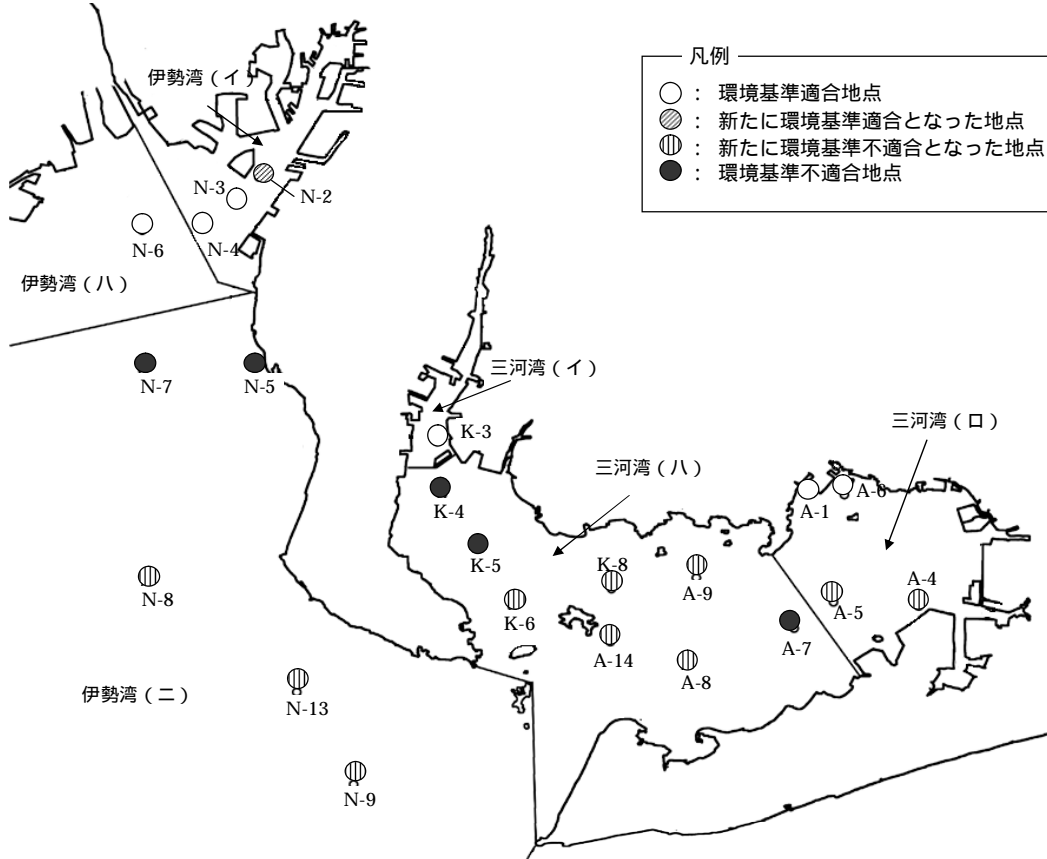 伊勢湾（イ）
凡例
： 環境基準適合地点
： 新たに環境基準適合となった地点
： 新たに環境基準不適合となった地点
： 環境基準不適合地点
N-3
N-2
N-6
N-4
伊勢湾（ハ）
N-7
N-5
三河湾（イ）
K-3
三河湾（ハ）
三河湾（ロ）
A-6
A-1
K-4
K-5
K-8
A-9
A-4
A-5
N-8
K-6
A-14
A-7
A-8
伊勢湾（ニ）
N-13
N-9